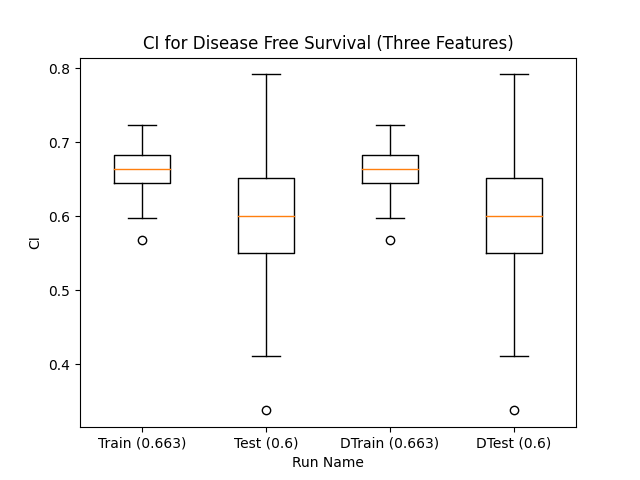 CI for Disease Free Survival (Three Features)
0.8
0.7
0.6
0.5
0.4
CI
Train (0.663) Test (0.6) DTrain (0.663) DTest (0.6)
Run Name